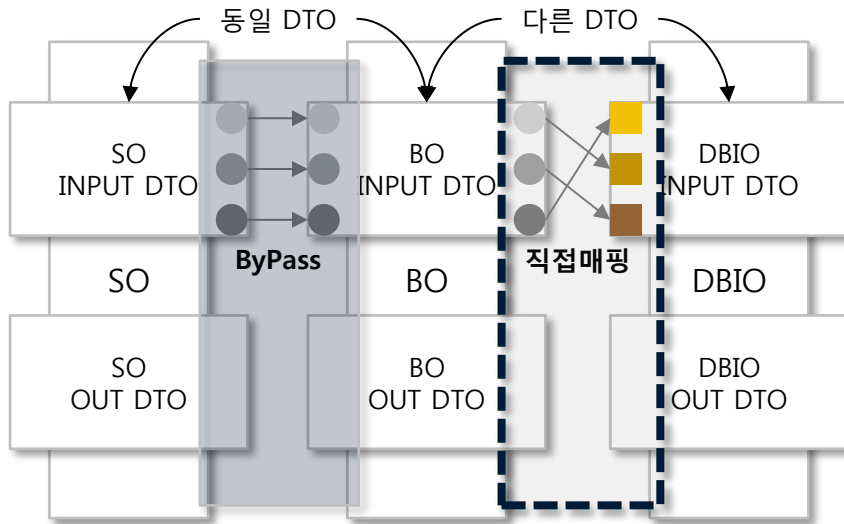 동일 DTO
다른 DTO
SO
INPUT DTO
BO
INPUT DTO
DBIO
INPUT DTO
ByPass
직접매핑
SO
BO
DBIO
SO
OUT DTO
BO
OUT DTO
DBIO
OUT DTO